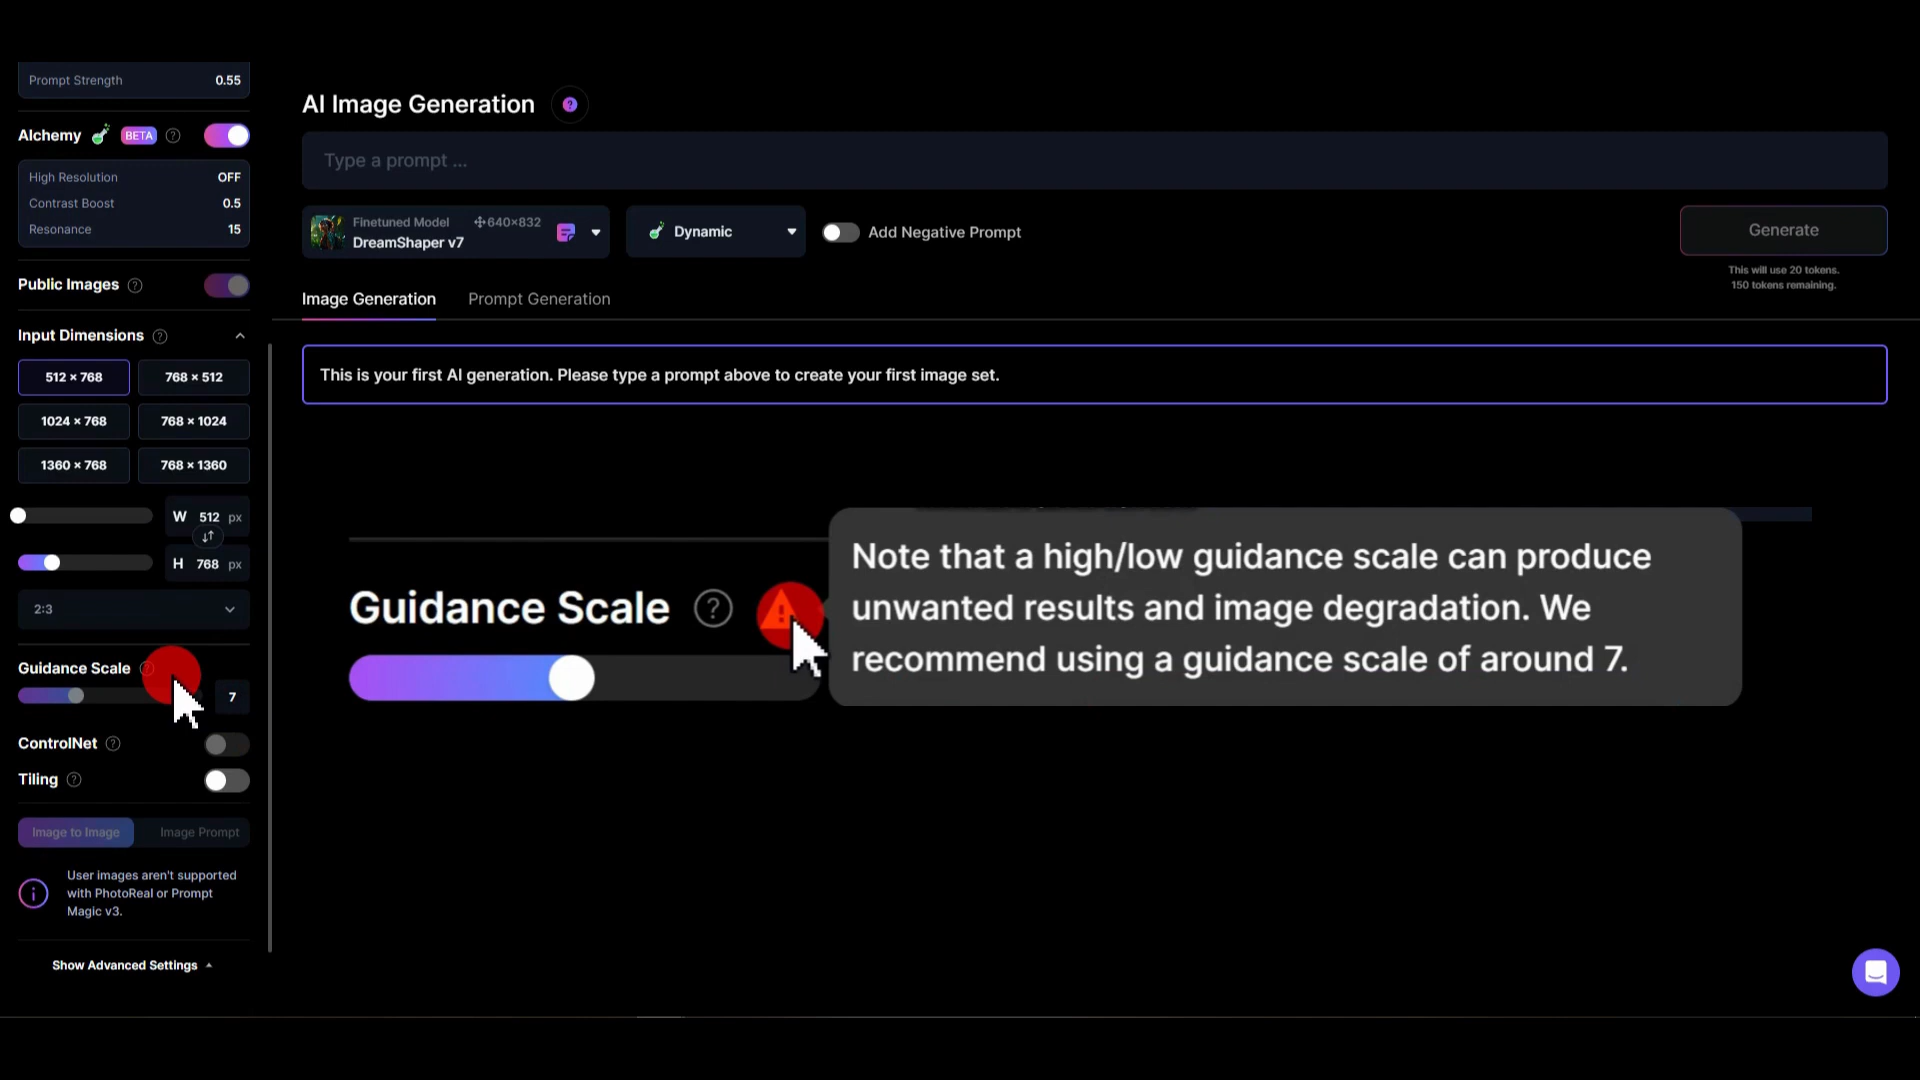 Prompt Strength 0.55
Alchemy BETA ?
High Resolution OFF
Contrast Boost 0.5
Resonance 15
Public Images ?
Input Dimensions ?
512 × 768 768 × 512
1024 × 768 768 × 1024
1360 × 768 768 × 1360
W 512 px
H 768 px
2:3
Guidance Scale ?
7
ControlNet ?
Tiling ?
Image to Image Image Prompt
User images aren't supported
with PhotoReal or Prompt
Magic v3.
Show Advanced Settings
AI Image Generation ?
Type a prompt ...
Finetuned Model 640×832
DreamShaper v7
Dynamic
Add Negative Prompt
Generate
This will use 20 tokens.
150 tokens remaining.
Image Generation Prompt Generation
This is your first AI generation. Please type a prompt above to create your first image set.
Guidance Scale ?
Note that a high/low guidance scale can produce
unwanted results and image degradation. We
recommend using a guidance scale of around 7.